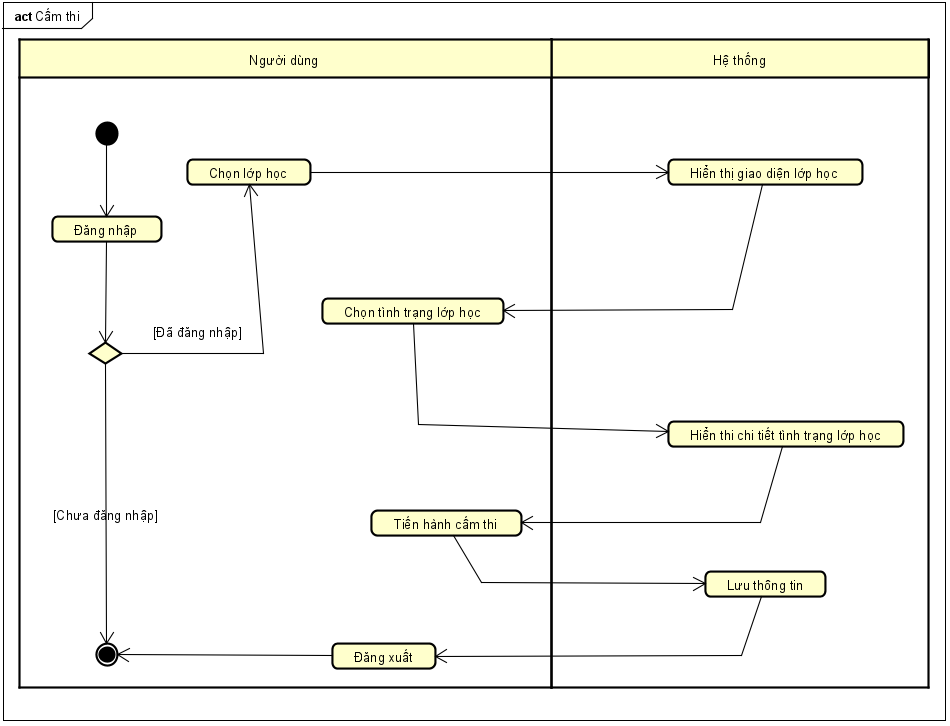 act Cấm thi
Người dùng
Hệ thống
Chọn lớp học
Hiển thị giao diện lớp học
Đăng nhập
Chọn tình trạng lớp học
[Đã đăng nhập]
Hiển thi chi tiết tình trạng lớp học
[Chưa đăng nhập]
Tiến hành cấm thi
Lưu thông tin
Đăng xuất